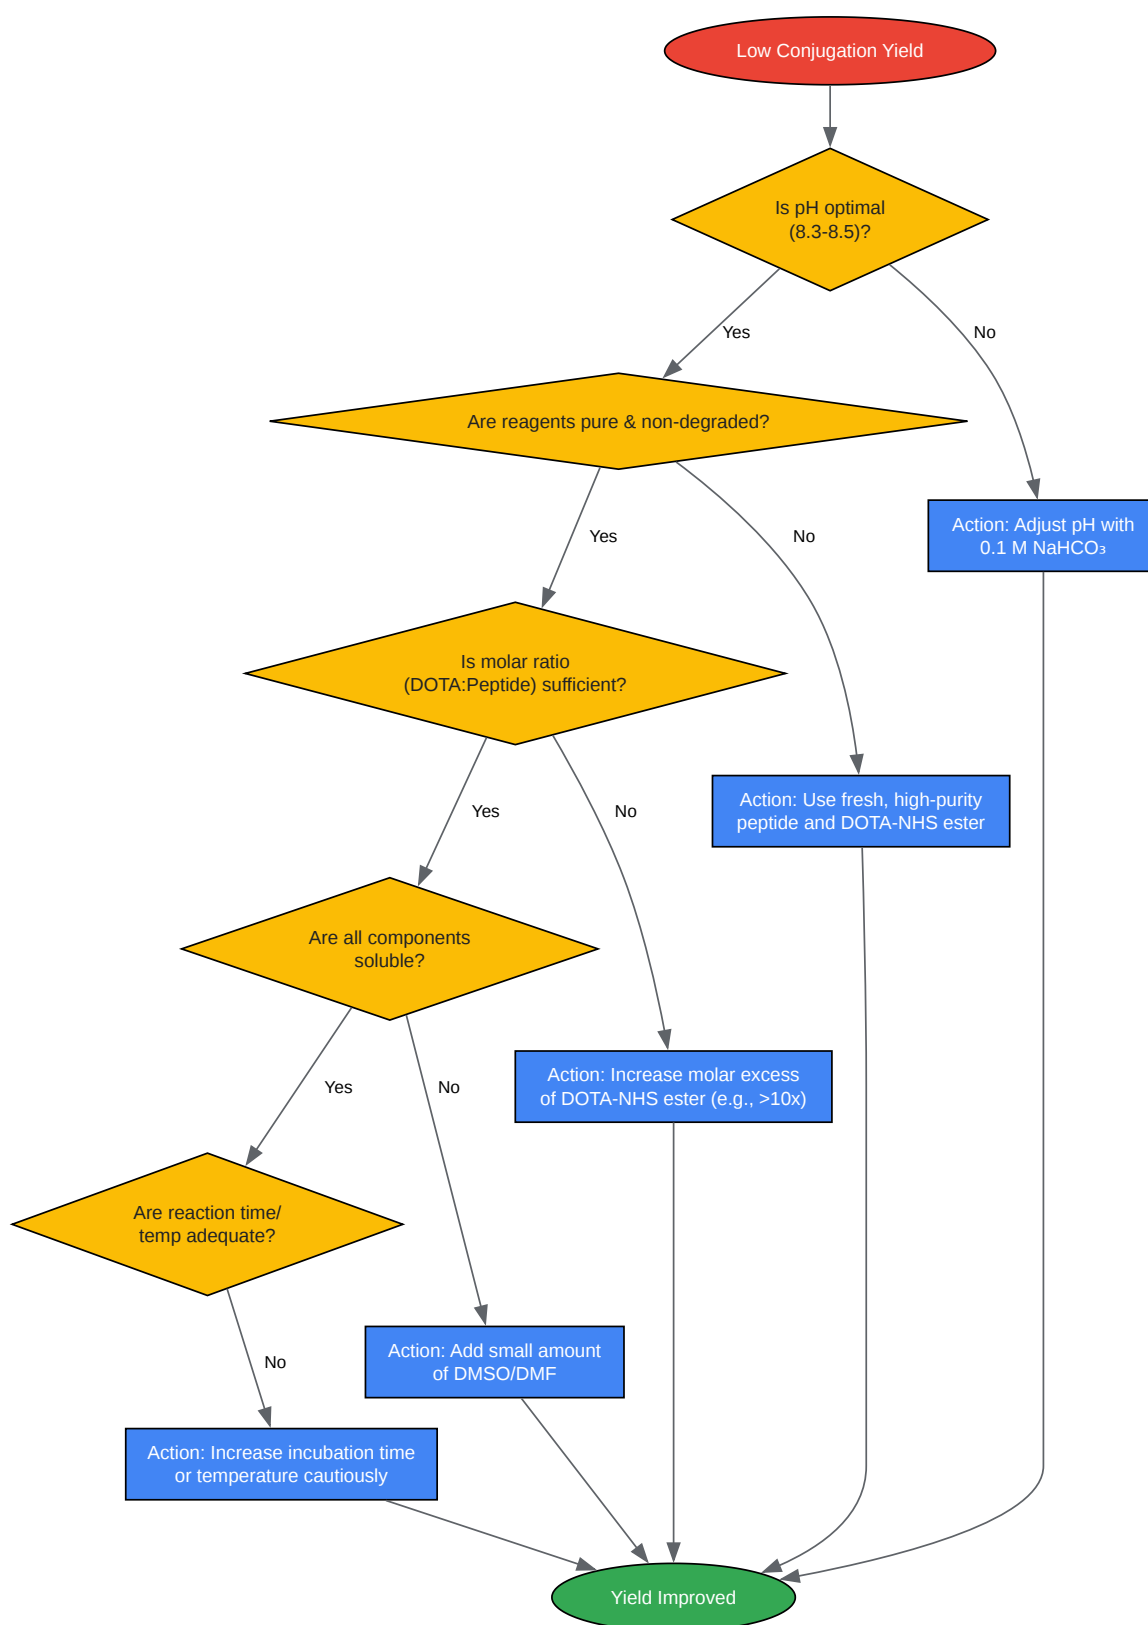 Low Conjugation Yield
Is pH optimal
(8.3-8.5)?
Yes
No
Are reagents pure & non-degraded?
Action: Adjust pH with
0.1 M NaHCO₃
Yes
No
Is molar ratio
(DOTA:Peptide) sufficient?
Action: Use fresh, high-purity
peptide and DOTA-NHS ester
Yes
No
Are all components
soluble?
Action: Increase molar excess
of DOTA-NHS ester (e.g., >10x)
Yes
No
Are reaction time/
temp adequate?
Action: Add small amount
of DMSO/DMF
No
Action: Increase incubation time
or temperature cautiously
Yield Improved